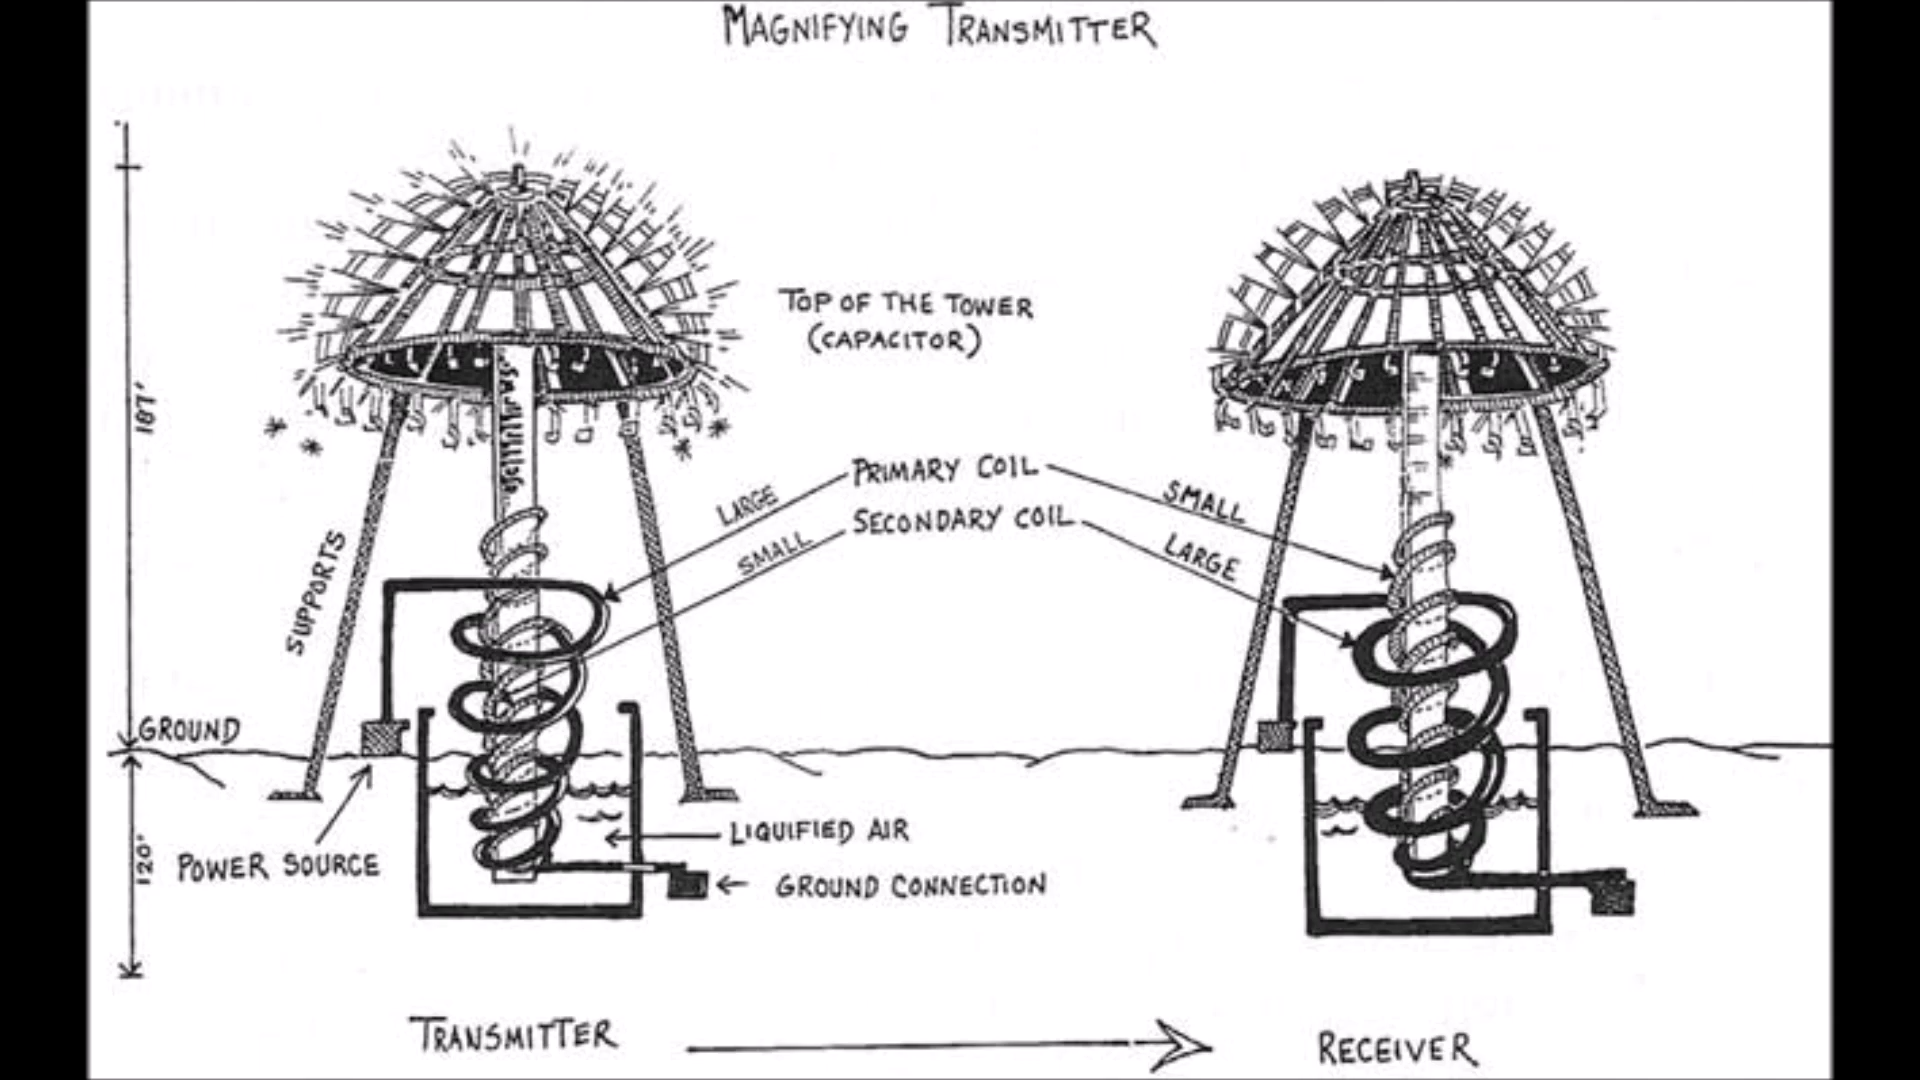 MAGNIFYING TRANSMITTER
TOP OF THE TOWER
(CAPACITOR)
187'
PRIMARY COIL
SECONDARY COIL
LARGE
SMALL
SMALL
LARGE
SUPPORTS
GROUND
120'
POWER SOURCE
LIQUIFIED AIR
GROUND CONNECTION
TRANSMITTER
RECEIVER